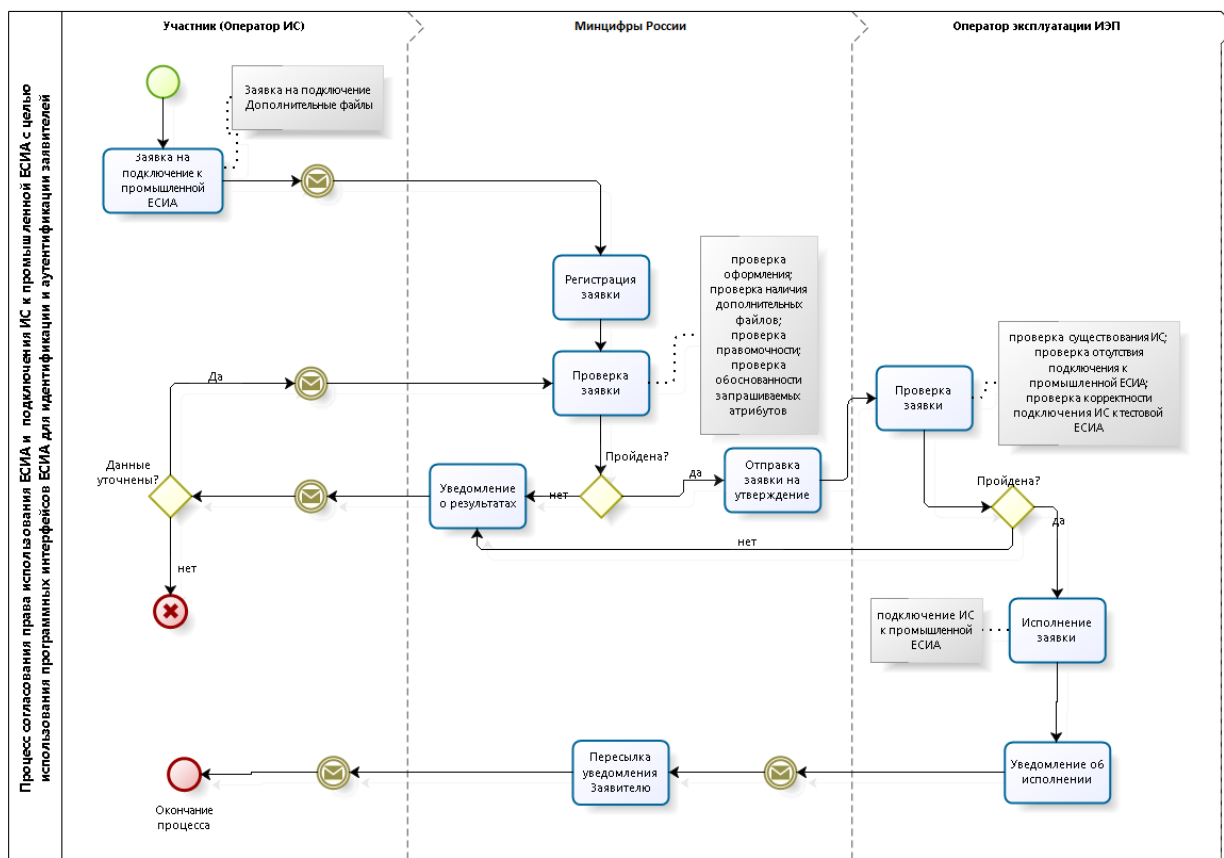 Процесс согласования права использования ЕСИА и подключения ИС к промышленной ЕСИА с целью
использования программных интерфейсов ЕСИА для идентификации и аутентификации заявителей
Участник (Оператор ИС)
Минцифры России
Оператор эксплуатации ИЭП
Заявка на подключение
Дополнительные файлы
Заявка на
подключение к
промышленной
ЕСИА
Регистрация
заявки
проверка
оформления;
проверка наличия
дополнительных
файлов;
проверка
правомочности;
проверка
обоснованности
запрашиваемых
атрибутов
проверка существования ИС;
проверка отсутствия
подключения к
промышленной ЕСИА;
проверка корректности
подключения ИС к тестовой
ЕСИА
Да
Проверка
заявки
Проверка
заявки
Данные
уточнены?
Уведомление
о результатах
нет
Пройдена?
да
Отправка
заявки на
утверждение
Пройдена?
да
нет
нет
подключение ИС
к промышленной
ЕСИА
Исполнение
заявки
Окончание
процесса
Пересылка
уведомления
Заявителю
Уведомление об
исполнении